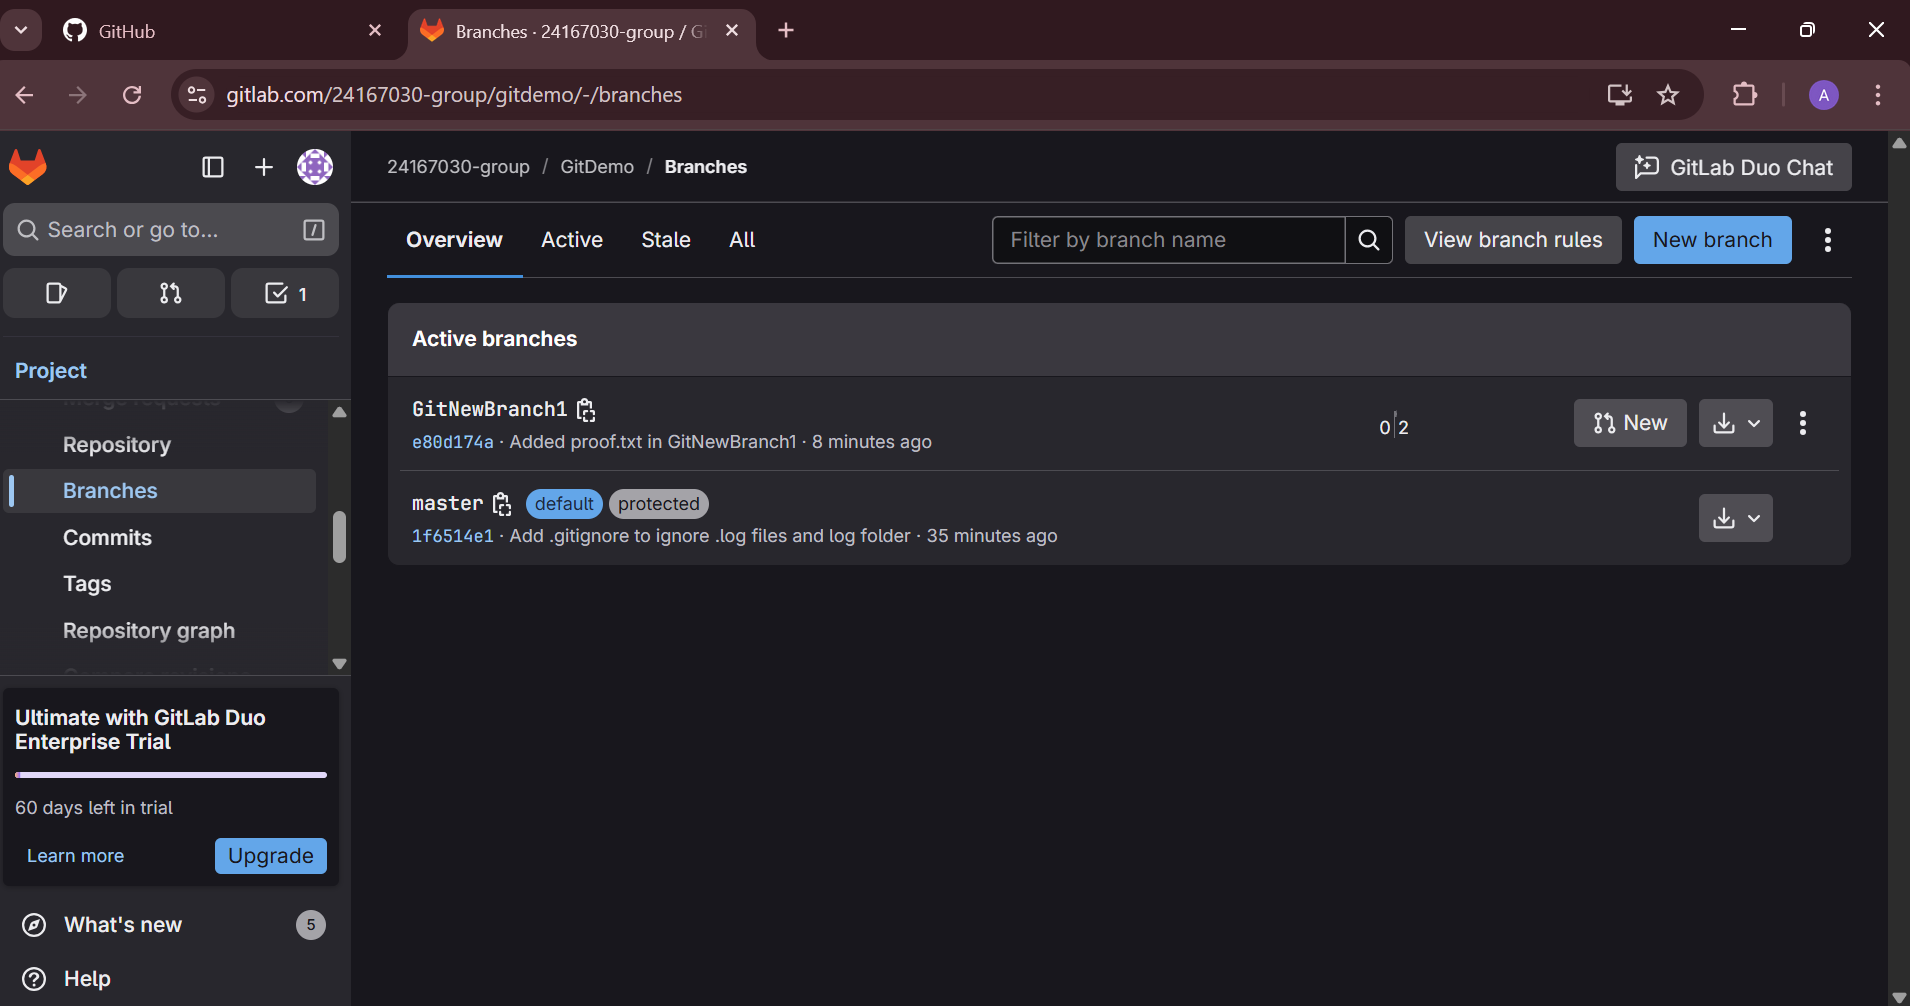 GitHub
Branches · 24167030-group / Gi
gitlab.com/24167030-group/gitdemo/-/branches
A
24167030-group / GitDemo / Branches
GitLab Duo Chat
Search or go to...
/
1
Overview
Active
Stale
All
Filter by branch name
View branch rules
New branch
Project
Merge requests
Repository
Branches
Commits
Tags
Repository graph
Active branches
GitNewBranch1
e80d174a · Added proof.txt in GitNewBranch1 · 8 minutes ago
0 2
New
master
default
protected
1f6514e1 · Add .gitignore to ignore .log files and log folder · 35 minutes ago
Ultimate with GitLab Duo
Enterprise Trial
60 days left in trial
Learn more
Upgrade
What's new
5
Help